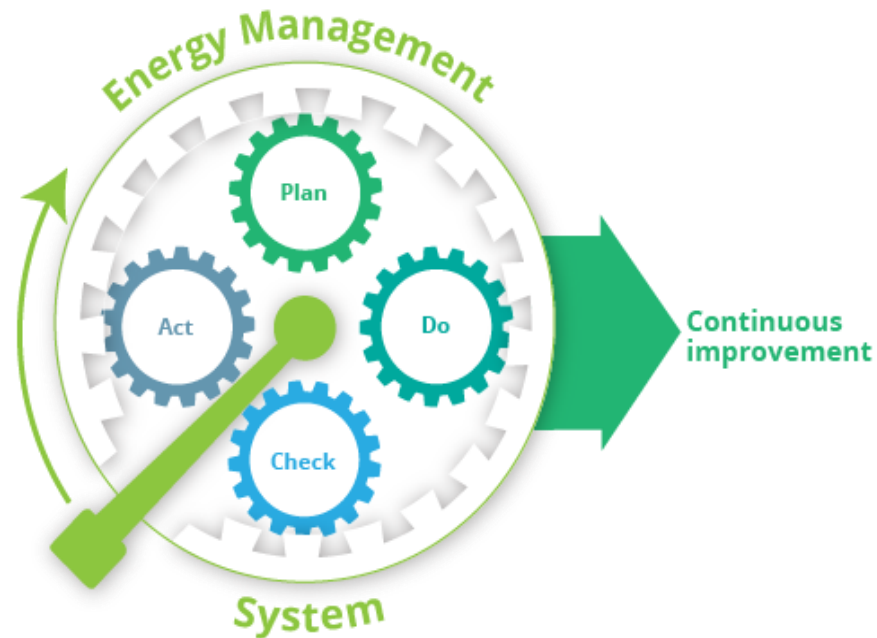 Energy Management
Plan
Act
Do
Check
Continuous
improvement
System